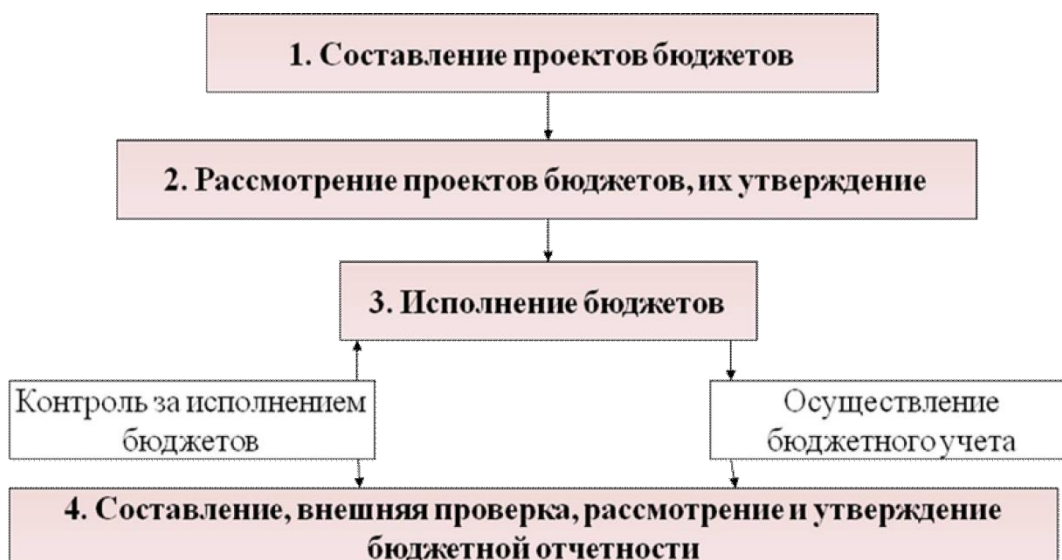 1. Составление проектов бюджетов
2. Рассмотрение проектов бюджетов, их утверждение
3. Исполнение бюджетов
Контроль за исполнением
бюджетов
Осуществление
бюджетного учета
4. Составление, внешняя проверка, рассмотрение и утверждение
бюджетной отчетности